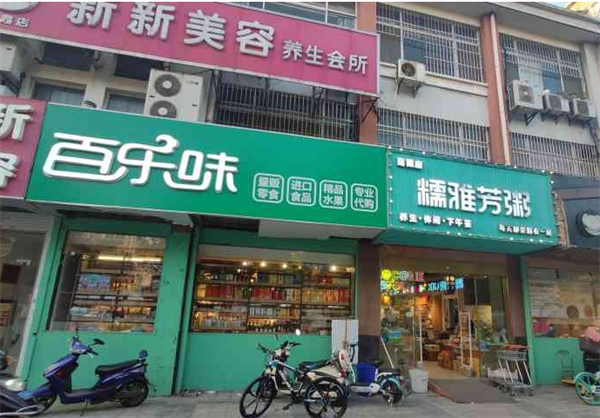 新新美容 养生会所
新
容
百乐味
量贩零食
进口食品
精品水果
专业代购
糯雅芳粥
养生·休闲·下午茶